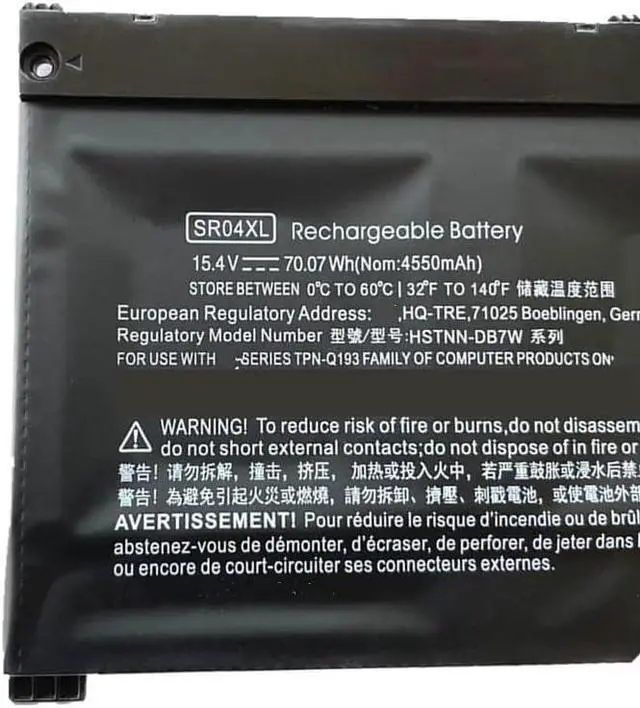 SR04XL Rechargeable Battery
15.4V⎓70.07Wh(Nom:4550mAh)
STORE BETWEEN 0℃ TO 60℃ | 32℉ TO 140℉ 储藏温度范围
European Regulatory Address: ,HQ-TRE,71025 Boeblingen, Gern
Regulatory Model Number 型號/型号:HSTNN-DB7W 系列
FOR USE WITH -SERIES TPN-Q193 FAMILY OF COMPUTER PRODUCTS ON
WARNING! To reduce risk of fire or burns,do not disassem
do not short external contacts;do not dispose of in fire or
警告! 请勿拆解，撞击，挤压， 加热或投入火中，若严重鼓胀或浸水后禁
警告! 為避免引起火災或燃燒，請勿拆卸、擠壓、刺戳電池，或使電池外部
AVERTISSEMENT! Pour réduire le risque d'incendie ou de brûl
abstenez-vous de démonter, d'écraser, de perforer, de jeter dans l
ou encore de court-circuiter ses connecteurs externes.